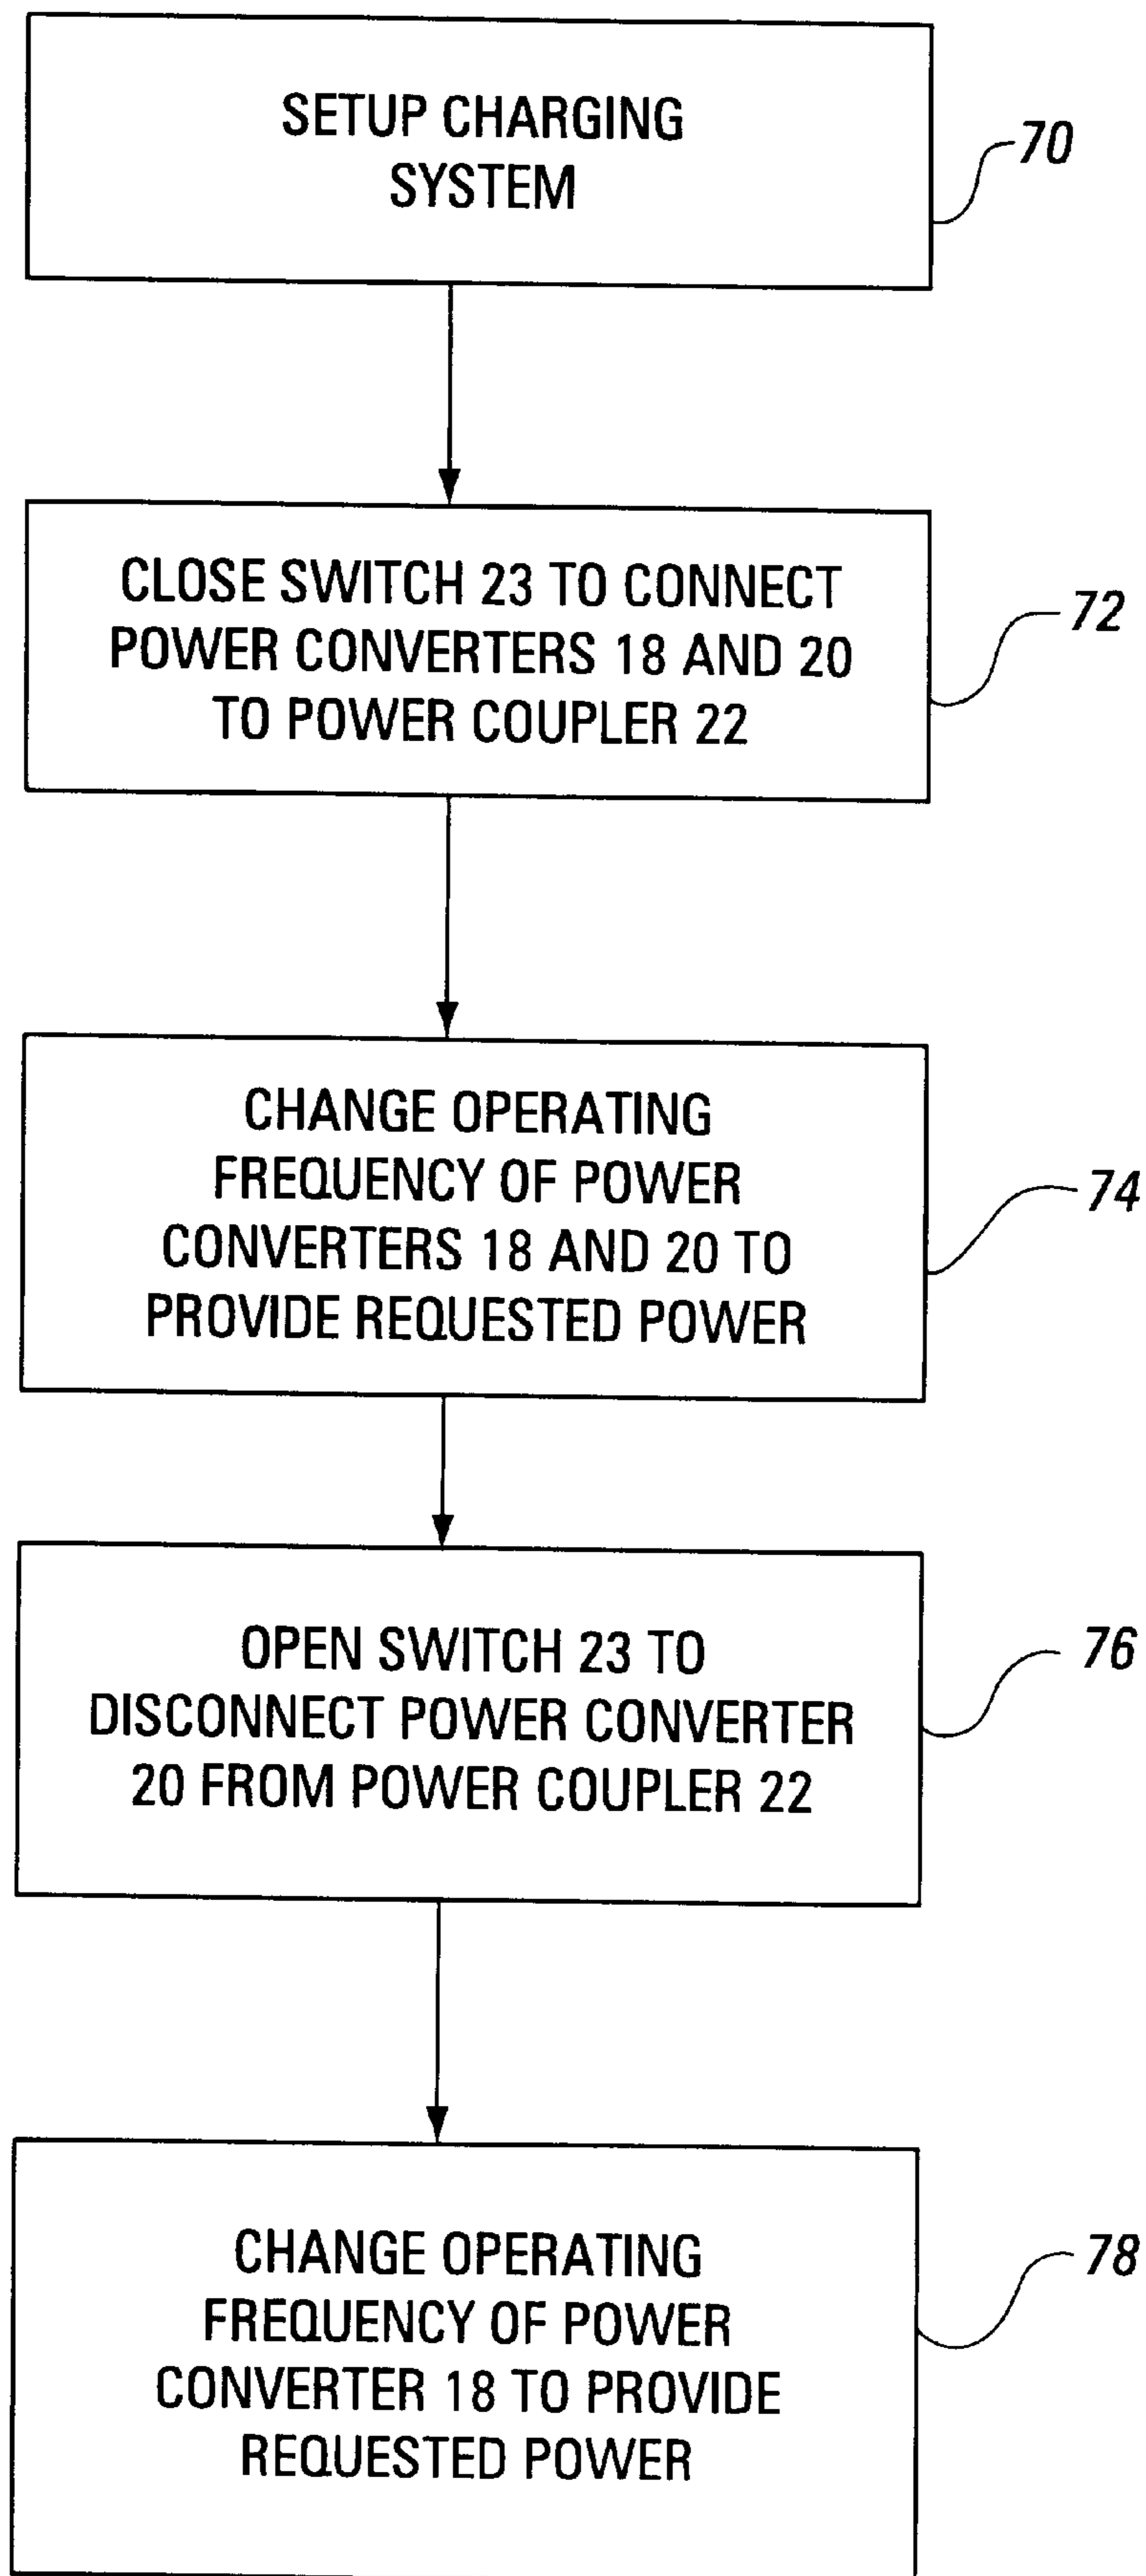 SETUP CHARGING
SYSTEM
70
CLOSE SWITCH 23 TO CONNECT
POWER CONVERTERS 18 AND 20
TO POWER COUPLER 22
72
CHANGE OPERATING
FREQUENCY OF POWER
CONVERTERS 18 AND 20 TO
PROVIDE REQUESTED POWER
74
OPEN SWITCH 23 TO
DISCONNECT POWER CONVERTER
20 FROM POWER COUPLER 22
76
CHANGE OPERATING
FREQUENCY OF POWER
CONVERTER 18 TO PROVIDE
REQUESTED POWER
78